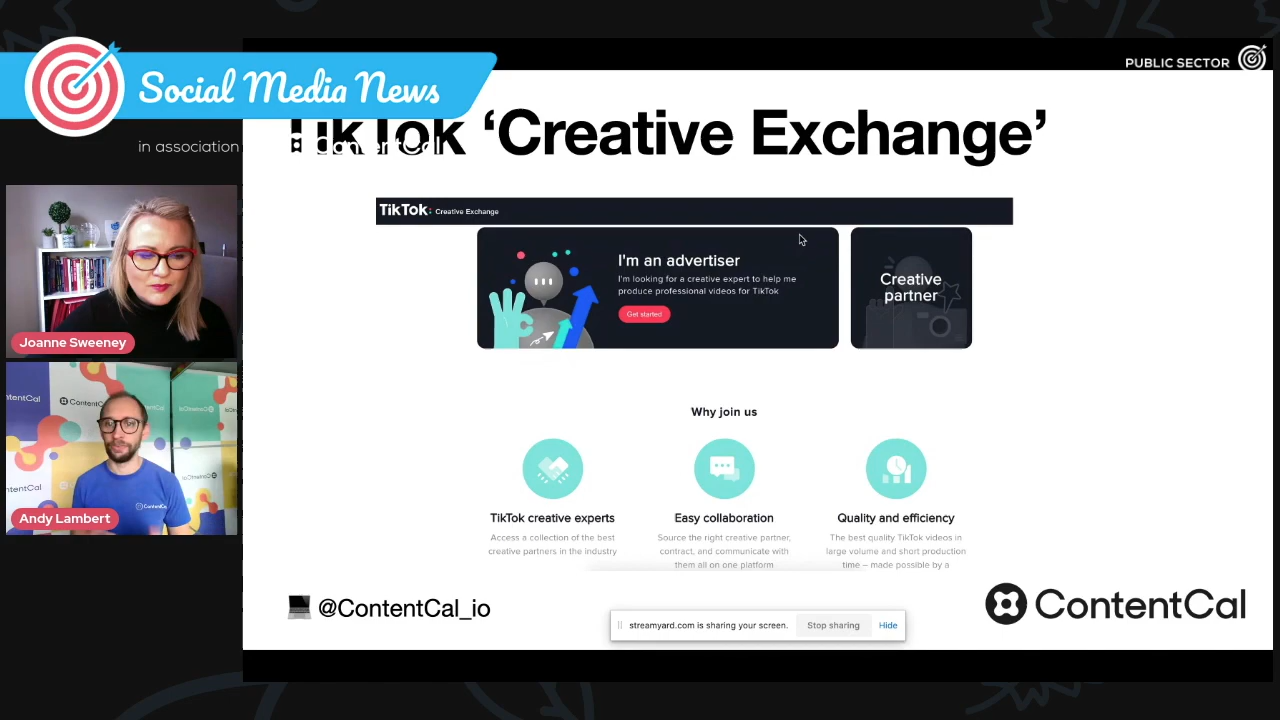 PUBLIC SECTOR
Social Media News
in association
ContentCal
TikTok ‘Creative Exchange’
TikTok: Creative Exchange
I'm an advertiser
I'm looking for a creative expert to help me
produce professional videos for TikTok
Get started
Creative
partner
Why join us
TikTok creative experts
Access a collection of the best
creative partners in the industry
Easy collaboration
Source the right creative partner,
contract, and communicate with
them all on one platform
Quality and efficiency
The best quality TikTok videos in
large volume and short production
time – made possible by a
Joanne Sweeney
ContentCal
ContentCal
Andy Lambert
@ContentCal_io
streamyard.com is sharing your screen.
Stop sharing
Hide
ContentCal